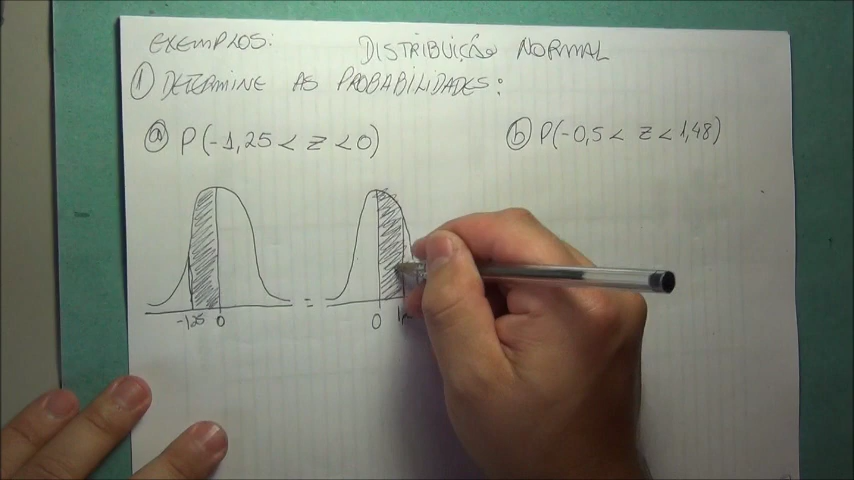 EXEMPLOS: DISTRIBUIÇÃO NORMAL
① DETERMINE AS PROBABILIDADES:
ⓐ P(-1,25 < Z < 0) ⓑ P(-0,5 < Z < 1,48)
=
-1,25 0 0